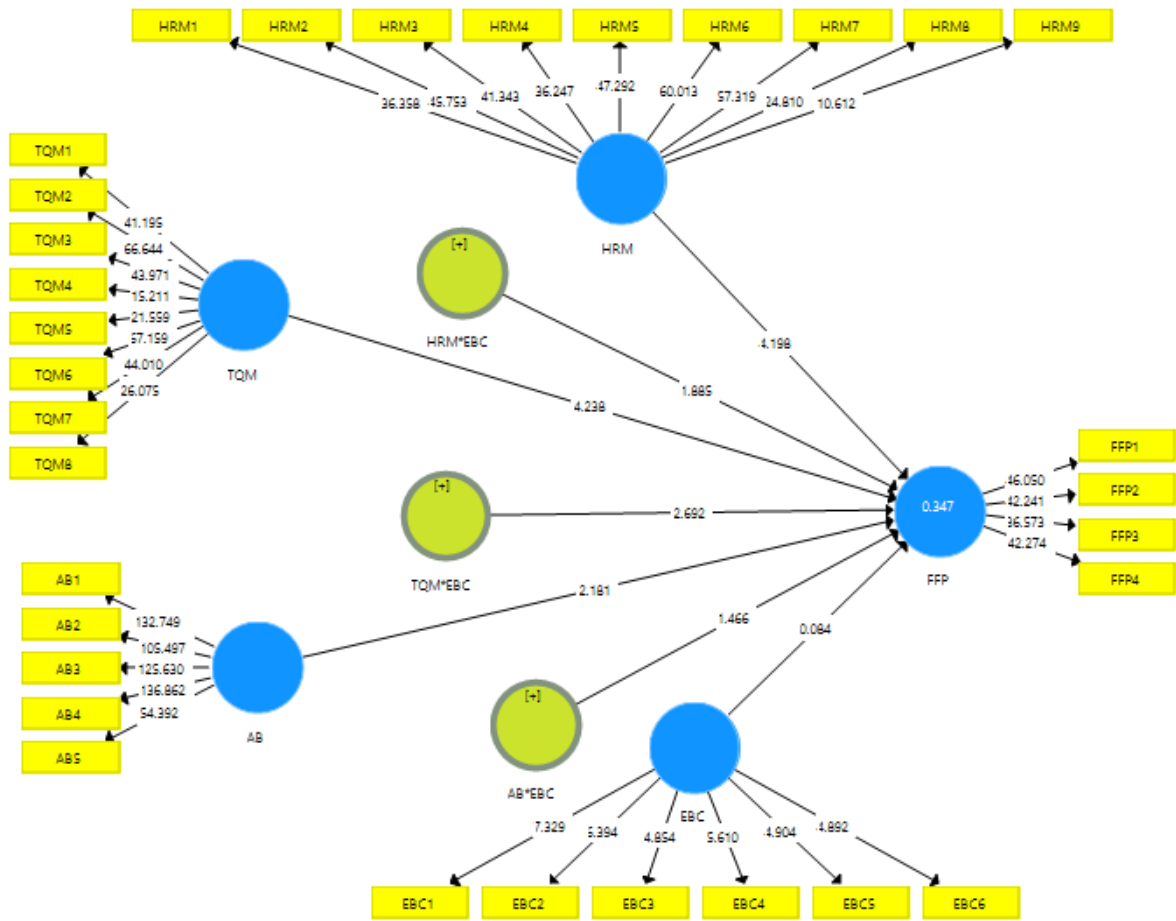 HRM1 HRM2 HRM3 HRM4 HRM5 HRM6 HRM7 HRM8 HRM9
36.358 45.753 41.343 36.247 47.292 60.013 57.319 24.810 10.612
HRM
TQM1
TQM2
TQM3
TQM4
TQM5
TQM6
TQM7
TQM8
41.195
66.644
43.971
15.211
21.559
57.159
44.010
26.075
TQM
[+]
HRM*EBC
4.198
1.885
4.238
[+]
TQM*EBC
2.692
0.347
FFP
46.050
42.241
36.573
42.274
FFP1
FFP2
FFP3
FFP4
AB1
AB2
AB3
AB4
AB5
132.749
105.497
125.630
136.862
54.392
AB
2.181
1.466
0.084
[+]
AB*EBC
EBC
7.329 5.394 4.854 5.610 4.904 4.892
EBC1 EBC2 EBC3 EBC4 EBC5 EBC6